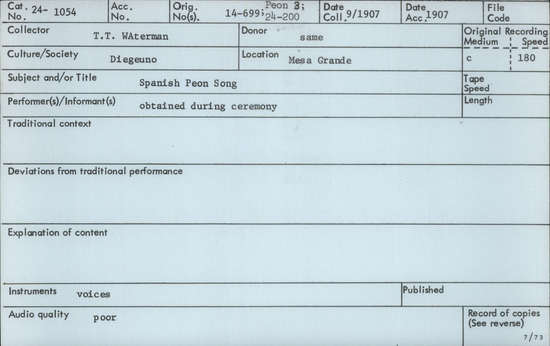 Cat. 24- 1054 Acc. Orig. Peon 3; Date Date File
No. No. No(s). 14-699; 24-200 Coll. 9/1907 Acc. 1907 Code
Collector T.T. WAterman Donor same Original Recording
Medium Speed
Culture/Society Diegeuno Location Mesa Grande c 180
Subject and/or Title Spanish Peon Song Tape
Speed
Performer(s)/Informant(s) obtained during ceremony Length
Traditional context
Deviations from traditional performance
Explanation of content
Instruments voices Published
Audio quality poor Record of copies
(See reverse)
7/73